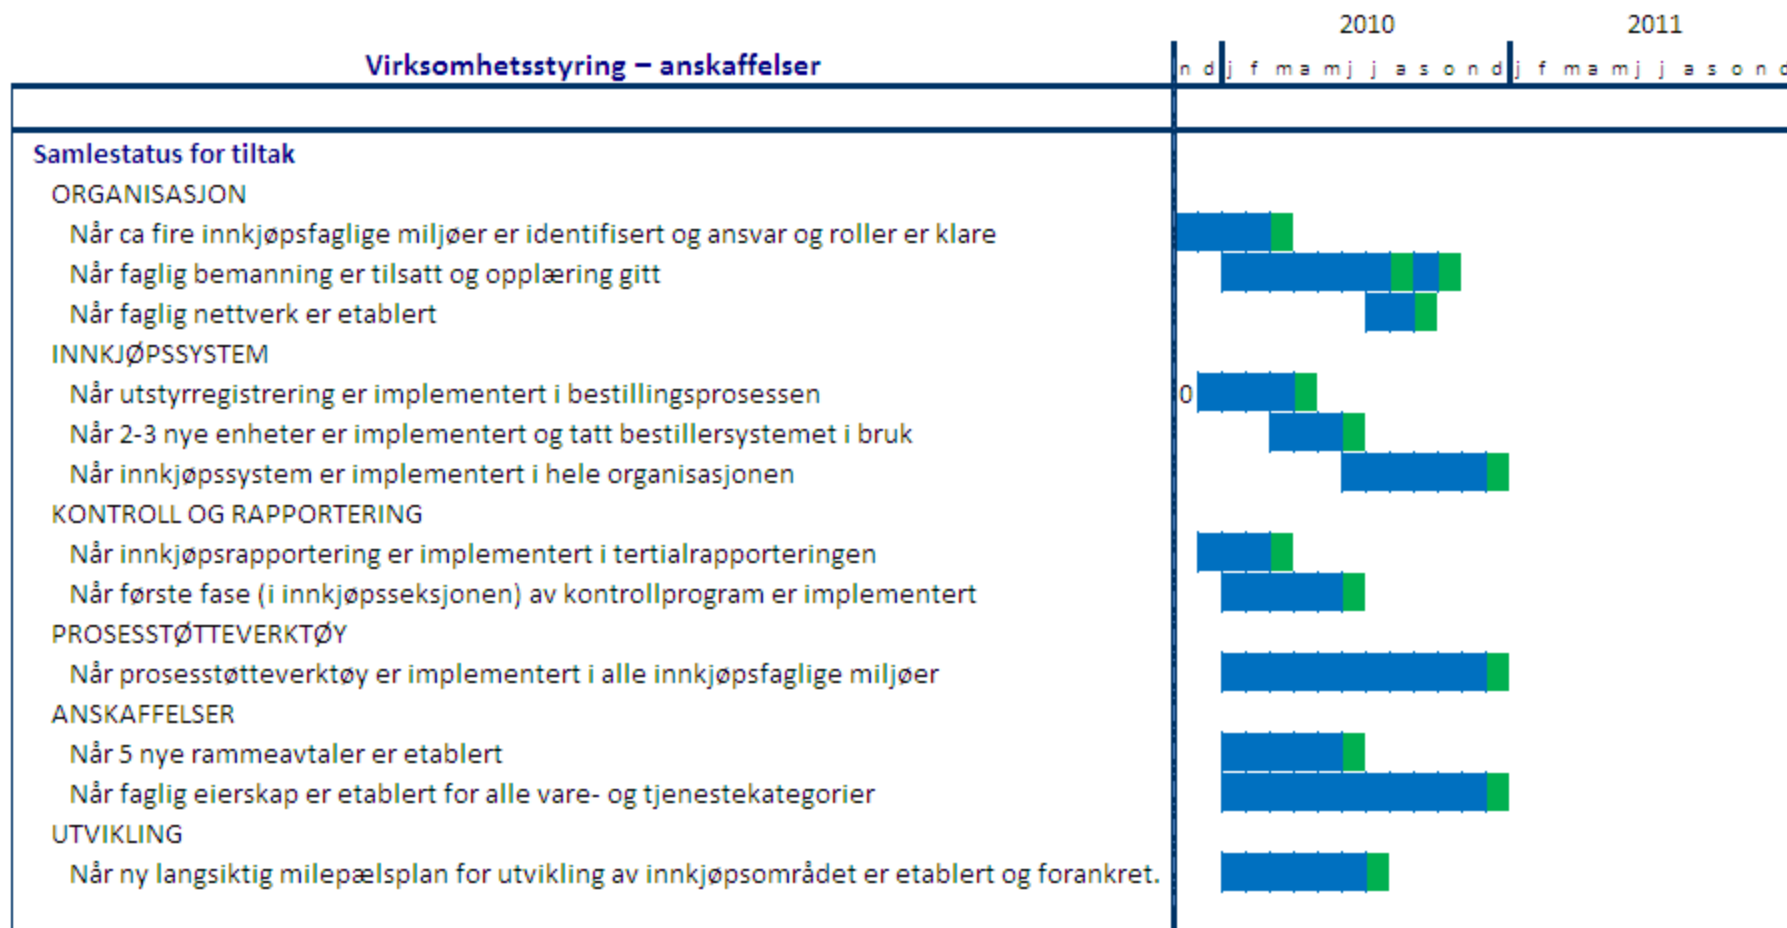 2010 2011
Virksomhetsstyring – anskaffelser n d j f m a m j j a s o n d j f m a m j j a s o n d
Samlestatus for tiltak
ORGANISASJON
Når ca fire innkjøpsfaglige miljøer er identifisert og ansvar og roller er klare
Når faglig bemanning er tilsatt og opplæring gitt
Når faglig nettverk er etablert
INNKJØPSSYSTEM
Når utstyrregistrering er implementert i bestillingsprosessen 0
Når 2-3 nye enheter er implementert og tatt bestillersystemet i bruk
Når innkjøpssystem er implementert i hele organisasjonen
KONTROLL OG RAPPORTERING
Når innkjøpsrapportering er implementert i tertialrapporteringen
Når første fase (i innkjøpsseksjonen) av kontrollprogram er implementert
PROSESSTØTTEVERKTØY
Når prosesstøtteverktøy er implementert i alle innkjøpsfaglige miljøer
ANSKAFFELSER
Når 5 nye rammeavtaler er etablert
Når faglig eierskap er etablert for alle vare- og tjenestekategorier
UTVIKLING
Når ny langsiktig milepælsplan for utvikling av innkjøpsområdet er etablert og forankret.